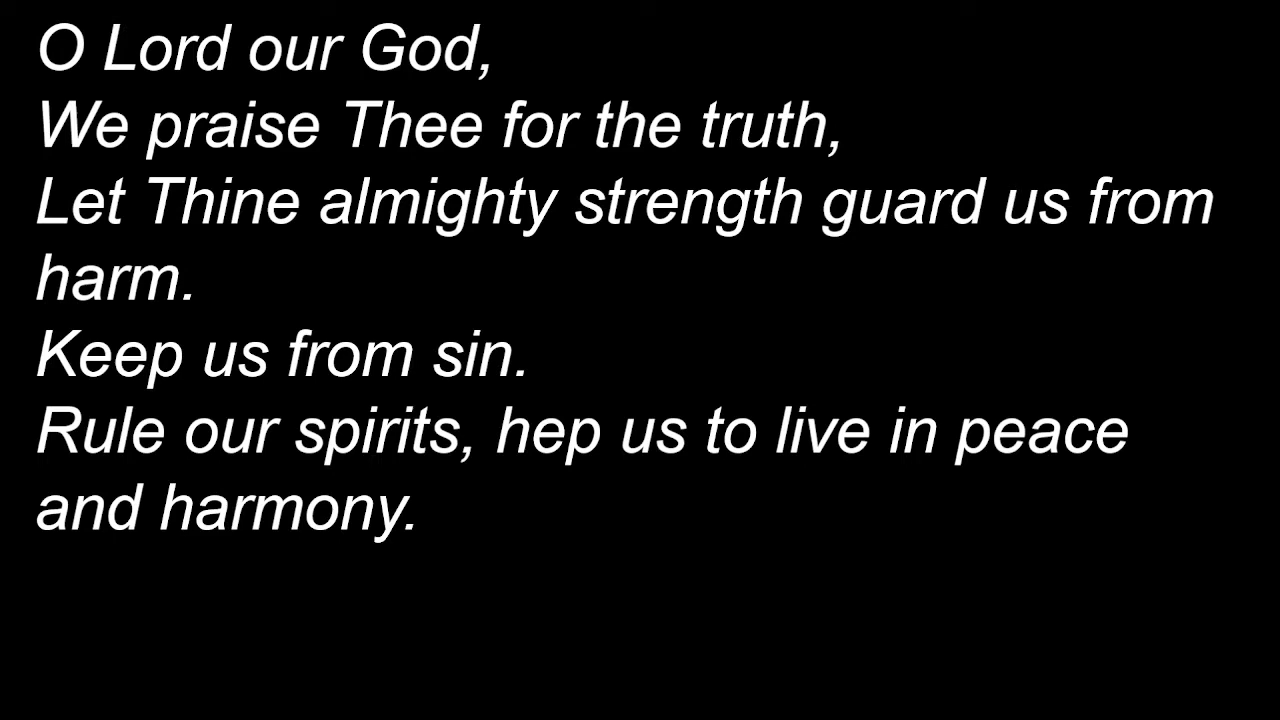 O Lord our God,
We praise Thee for the truth,
Let Thine almighty strength guard us from
harm.
Keep us from sin.
Rule our spirits, hep us to live in peace
and harmony.